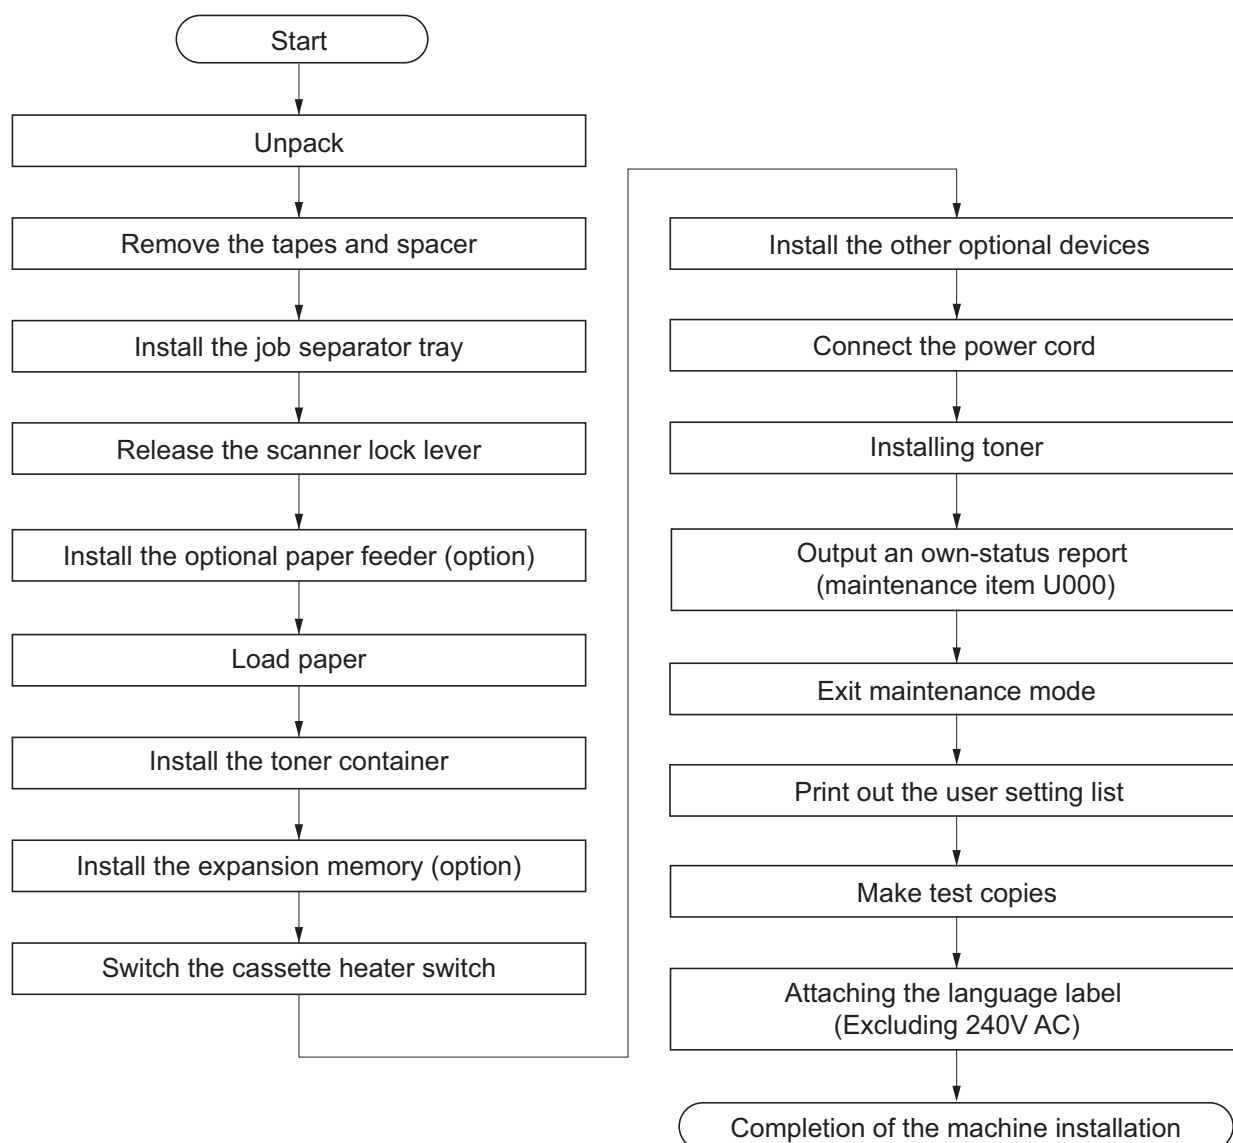 Start
Unpack
Remove the tapes and spacer
Install the job separator tray
Release the scanner lock lever
Install the optional paper feeder (option)
Load paper
Install the toner container
Install the expansion memory (option)
Switch the cassette heater switch
Install the other optional devices
Connect the power cord
Installing toner
Output an own-status report
(maintenance item U000)
Exit maintenance mode
Print out the user setting list
Make test copies
Attaching the language label
(Excluding 240V AC)
Completion of the machine installation